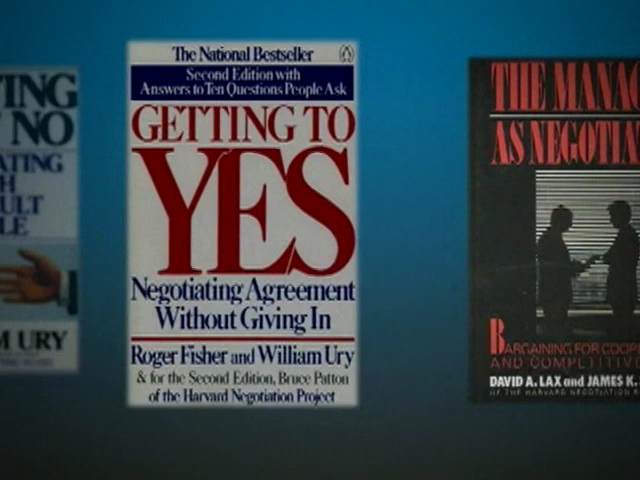 TING
NO
ATING
H
ULT
LE
M URY
The National Bestseller
Second Edition with
Answers to Ten Questions People Ask
GETTING TO
YES
Negotiating Agreement
Without Giving In
Roger Fisher and William Ury
& for the Second Edition, Bruce Patton
of the Harvard Negotiation Project
THE MANAG
AS NEGOTIA
BARGAINING FOR COOPE
AND COMPETITIVE
DAVID A. LAX and JAMES K.
OF THE HARVARD NEGOTIATION